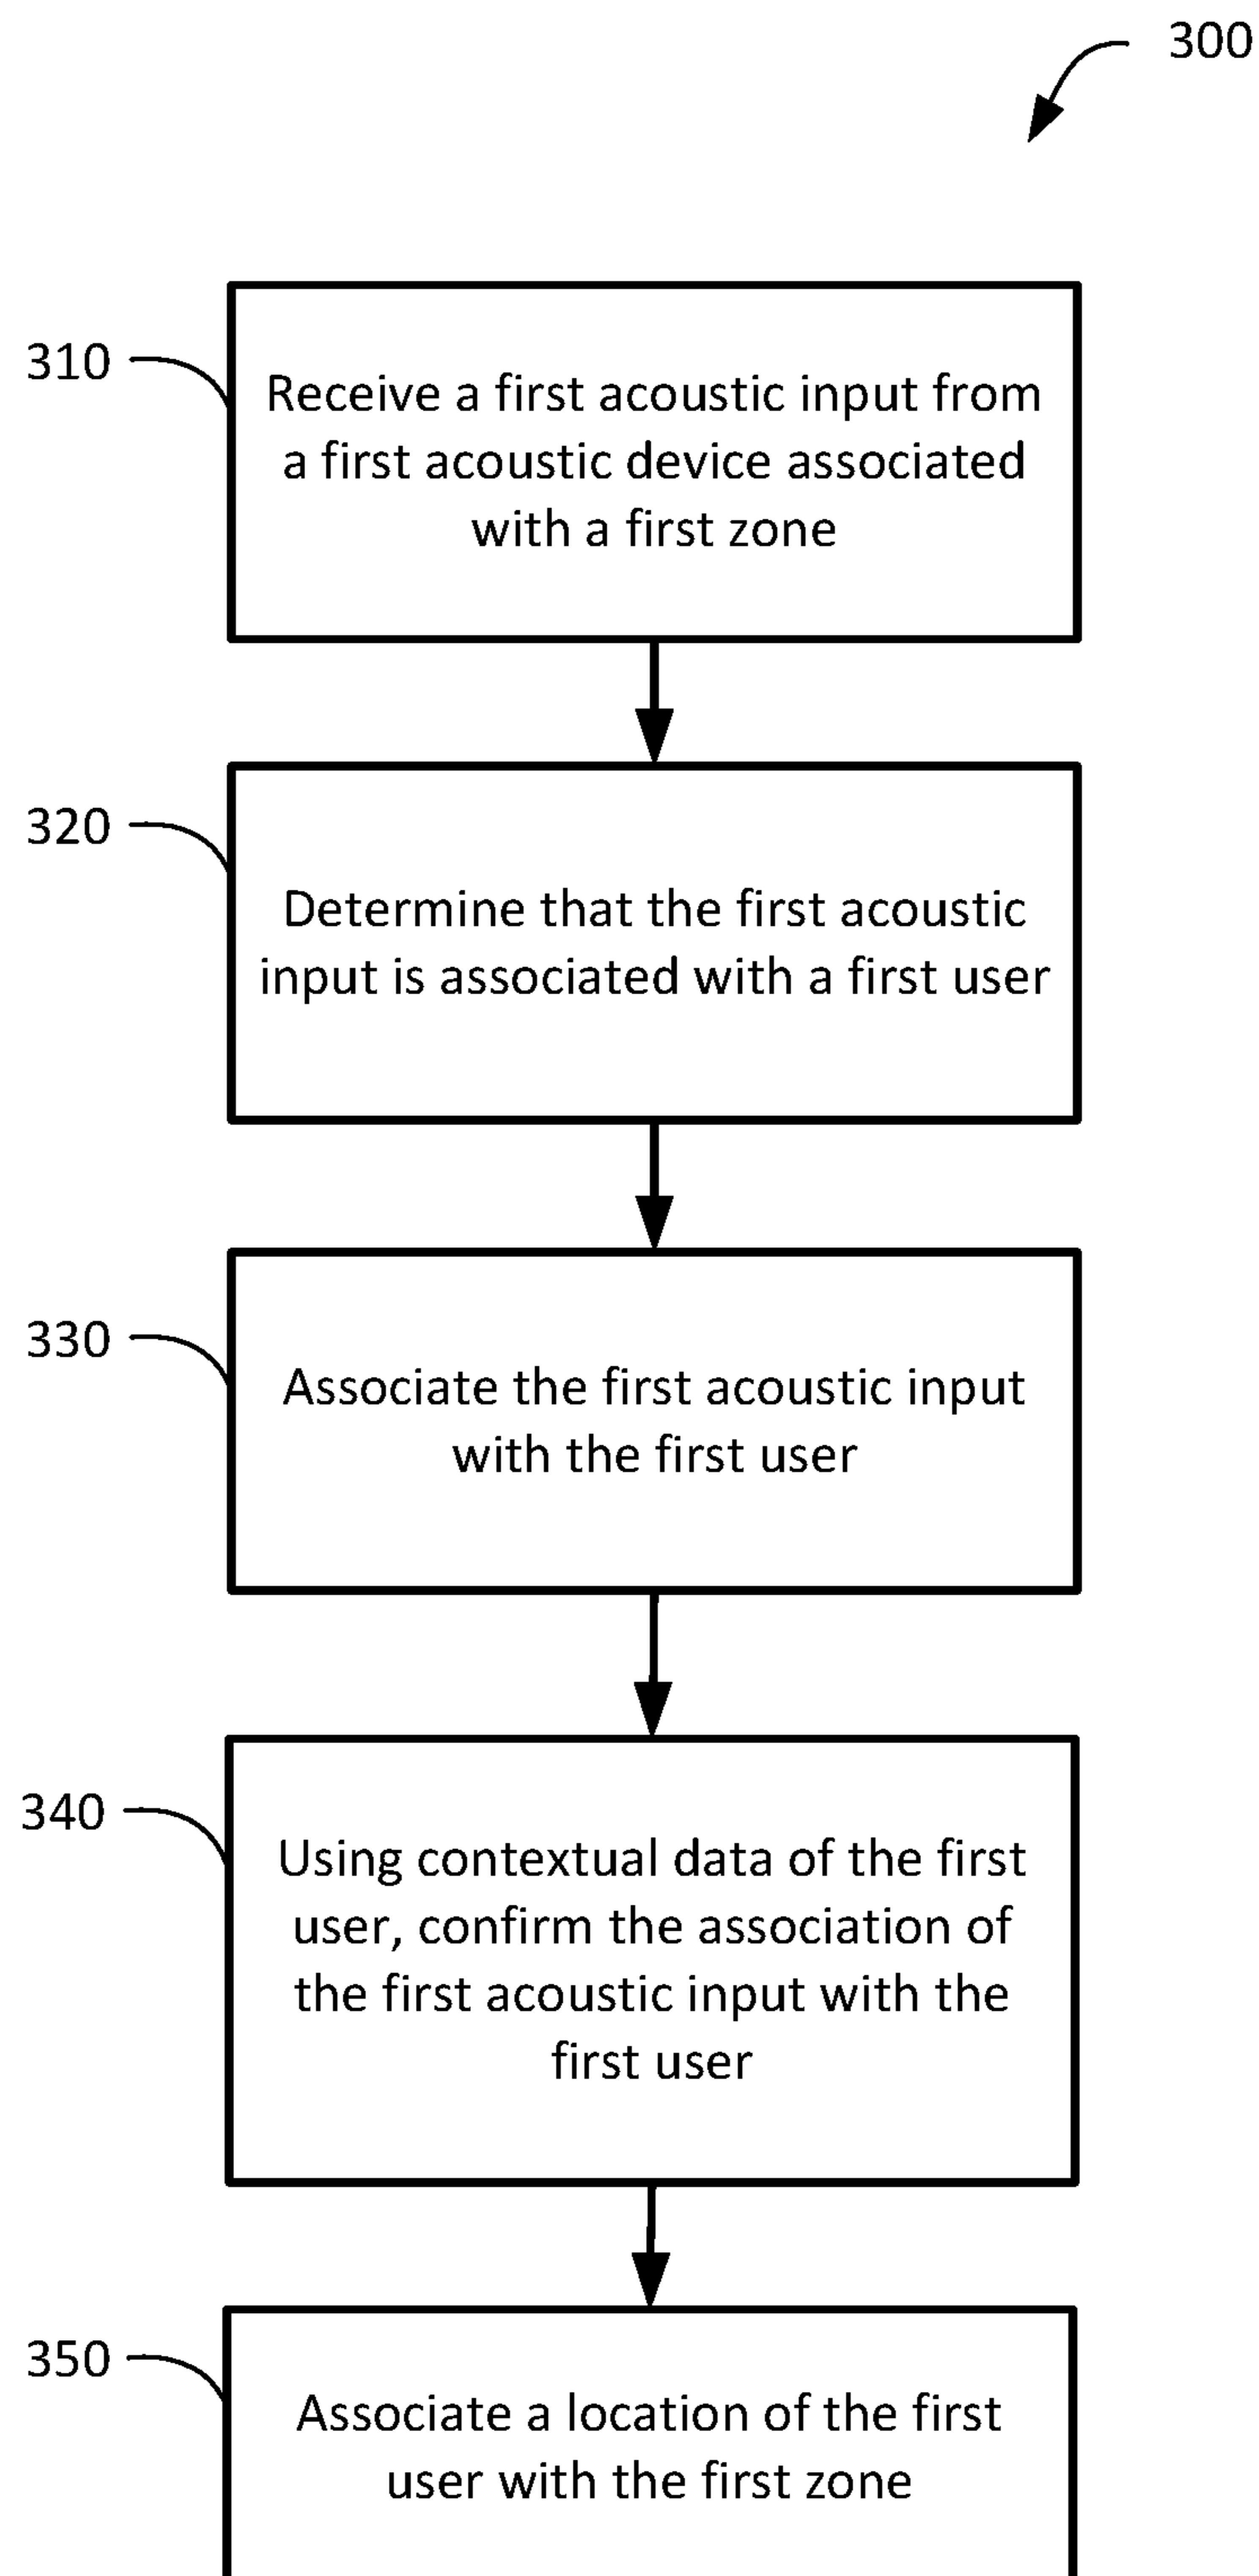 300
310
Receive a first acoustic input from
a first acoustic device associated
with a first zone
320
Determine that the first acoustic
input is associated with a first user
330
Associate the first acoustic input
with the first user
340
Using contextual data of the first
user, confirm the association of
the first acoustic input with the
first user
350
Associate a location of the first
user with the first zone